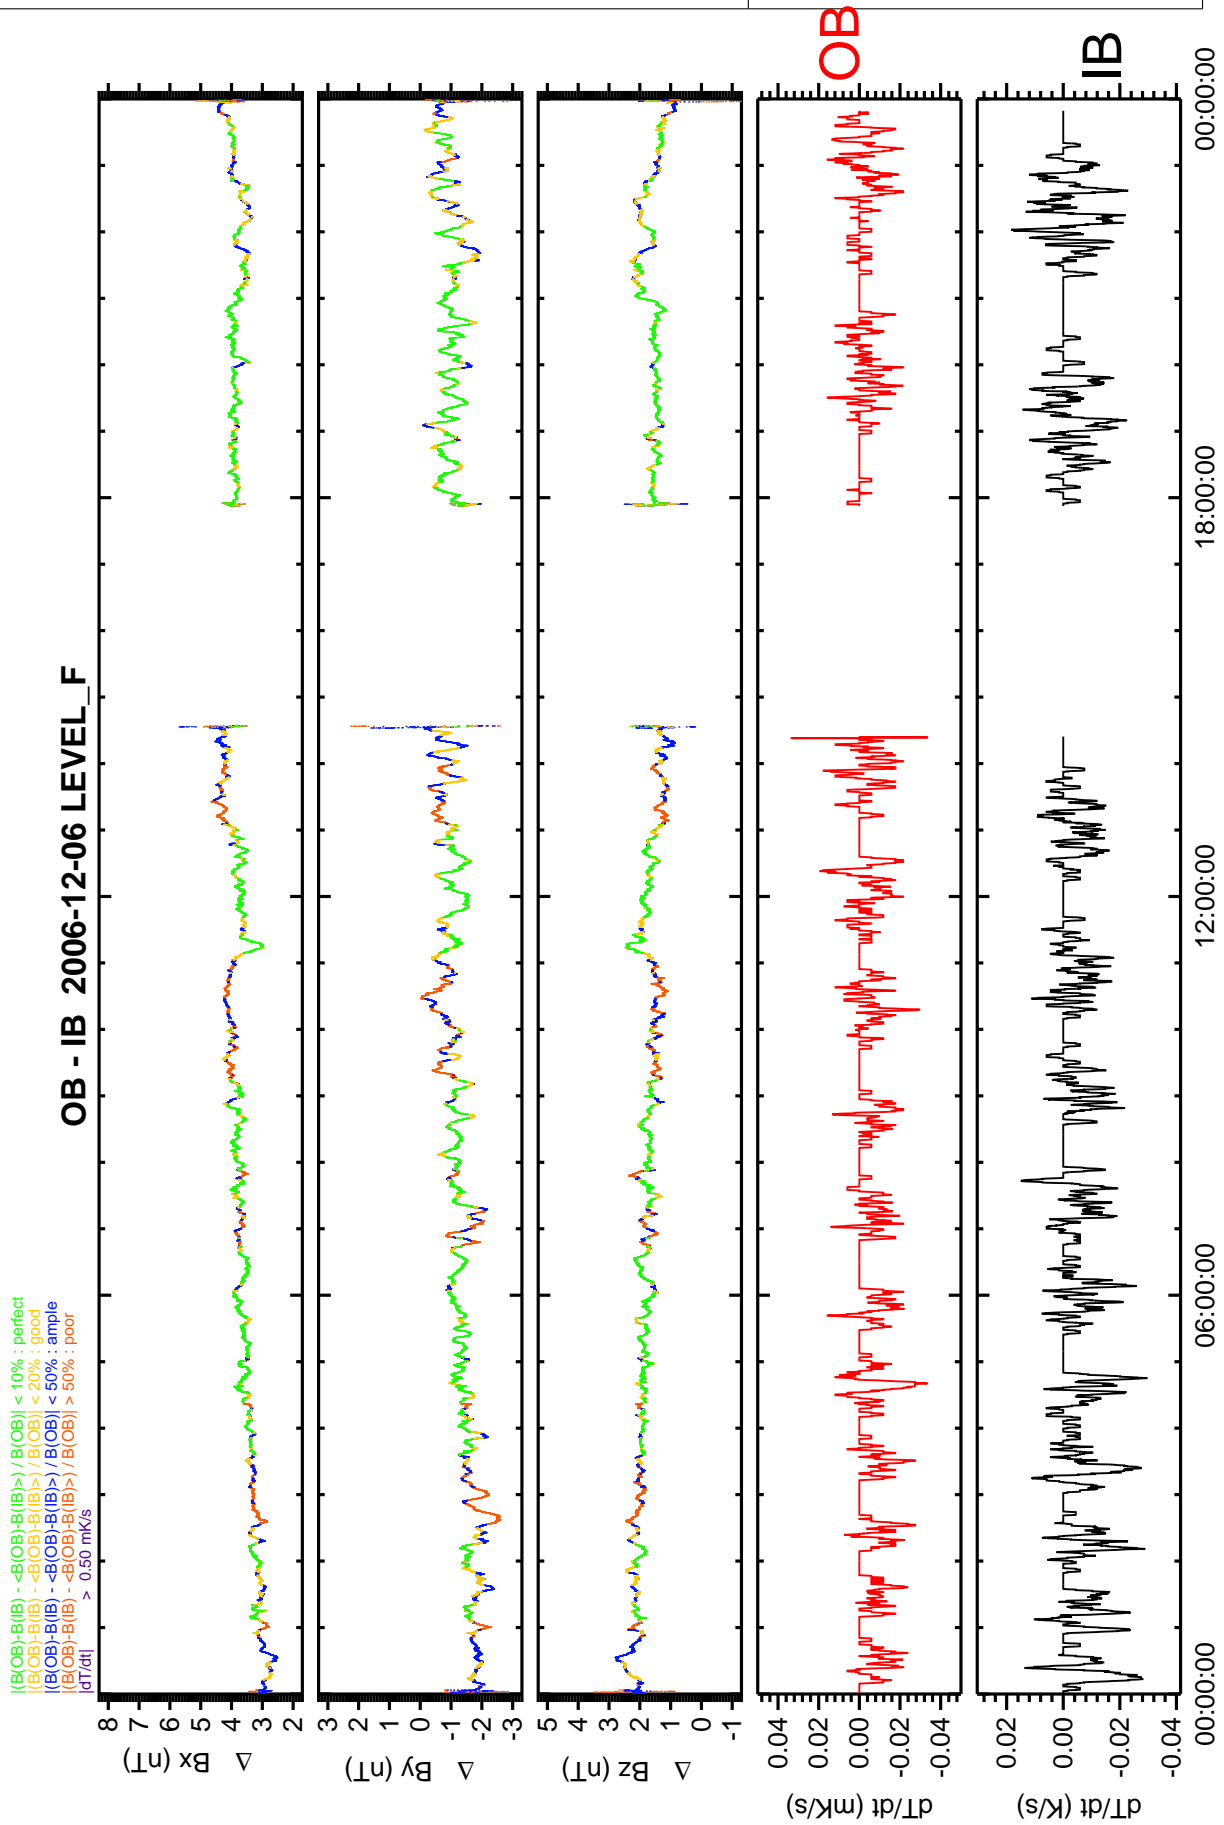 OB - IB 2006-12-06 LEVEL_F
|(B(OB)-B(IB) - <B(OB)-B(IB)>) / B(OB)| < 10% : perfect
|(B(OB)-B(IB) - <B(OB)-B(IB)>) / B(OB)| < 20% : good
|(B(OB)-B(IB) - <B(OB)-B(IB)>) / B(OB)| < 50% : ample
|(B(OB)-B(IB) - <B(OB)-B(IB)>) / B(OB)| > 50% : poor
|dT/dt| > 0.50 mK/s
Δ Bx (nT)
8
7
6
5
4
3
2
Δ By (nT)
3
2
1
0
-1
-2
-3
Δ Bz (nT)
5
4
3
2
1
0
-1
dT/dt (mK/s)
0.04
0.02
0.00
-0.02
-0.04
OB
dT/dt (K/s)
0.02
0.00
-0.02
-0.04
IB
00:00:00
06:00:00
12:00:00
18:00:00
00:00:00